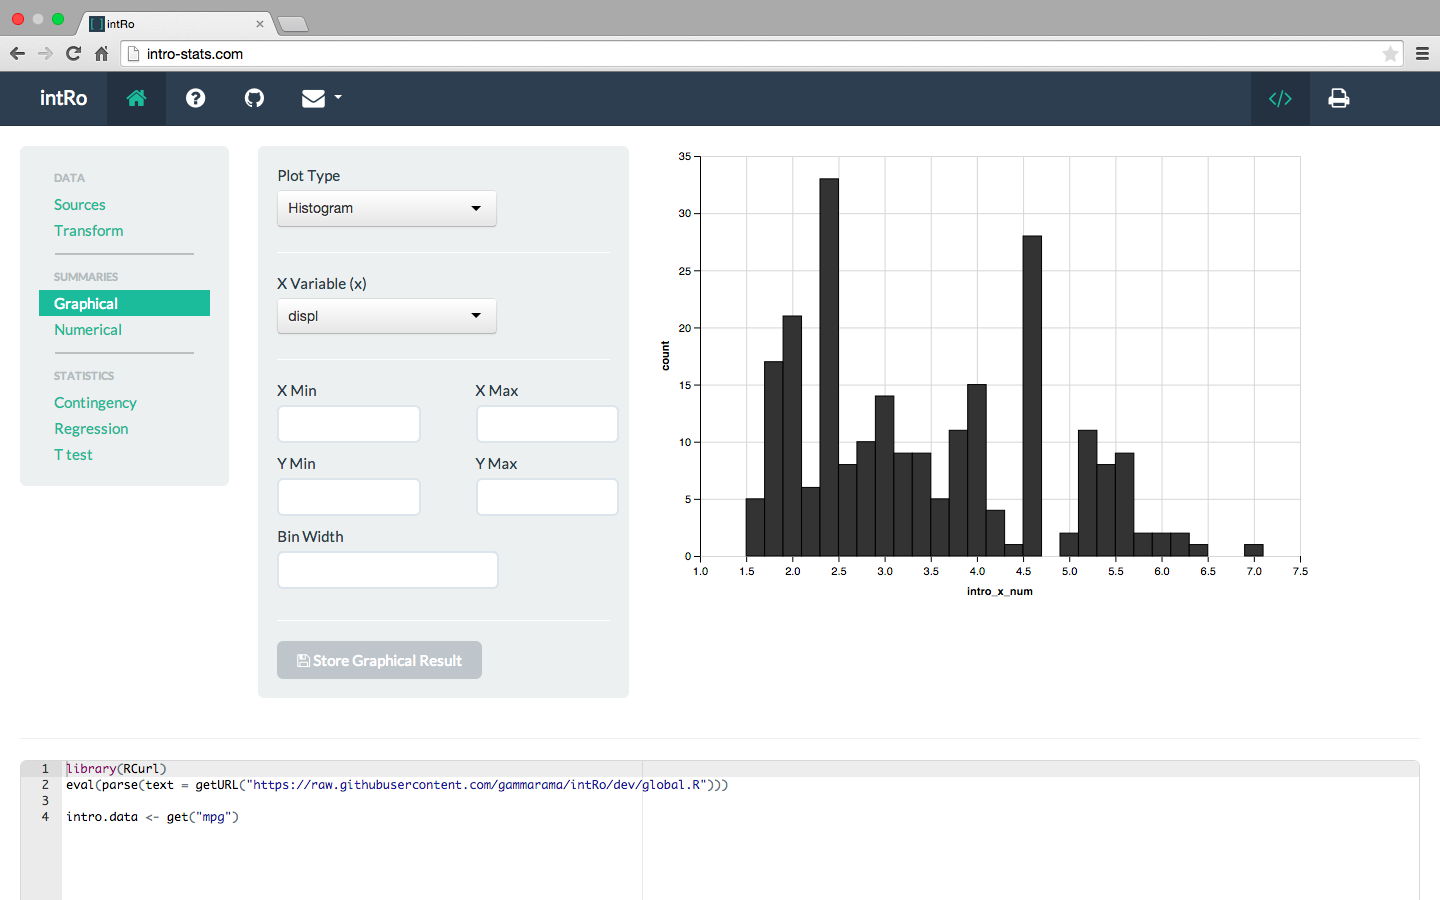 intRo
intro-stats.com
intRo
DATA
Sources
Transform
SUMMARIES
Graphical
Numerical
STATISTICS
Contingency
Regression
T test
Plot Type
Histogram
X Variable (x)
displ
X Min
X Max
Y Min
Y Max
Bin Width
Store Graphical Result
35
30
25
20
15
10
5
0
count
1.0 1.5 2.0 2.5 3.0 3.5 4.0 4.5 5.0 5.5 6.0 6.5 7.0 7.5
intro_x_num
1 library(RCurl)
2 eval(parse(text = getURL("https://raw.githubusercontent.com/gammarama/intRo/dev/global.R")))
3
4 intro.data <- get("mpg")